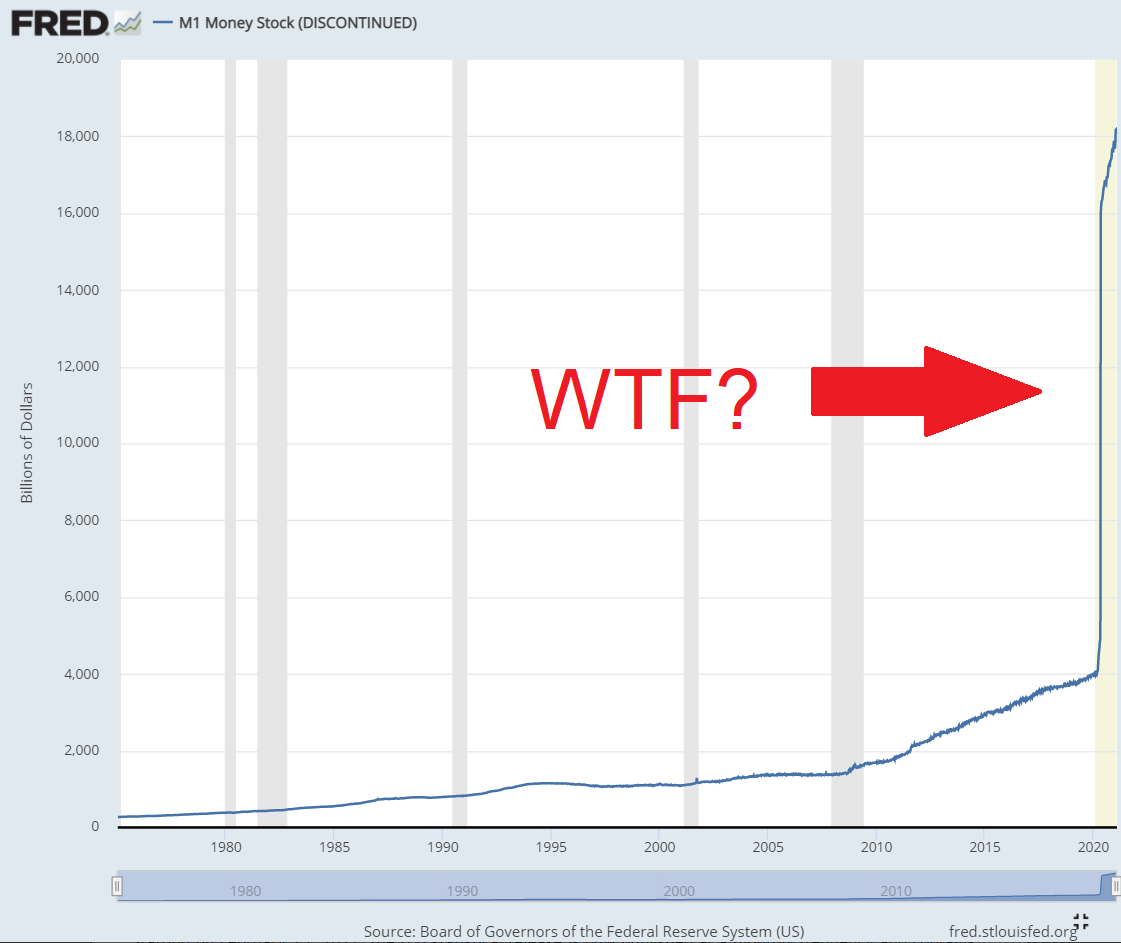 FRED
M1 Money Stock (DISCONTINUED)
20,000
18,000
16,000
14,000
12,000
10,000
8,000
6,000
4,000
2,000
0
Billions of Dollars
WTF?
1980 1985 1990 1995 2000 2005 2010 2015 2020
1980 1990 2000 2010
Source: Board of Governors of the Federal Reserve System (US)
fred.stlouisfed.org